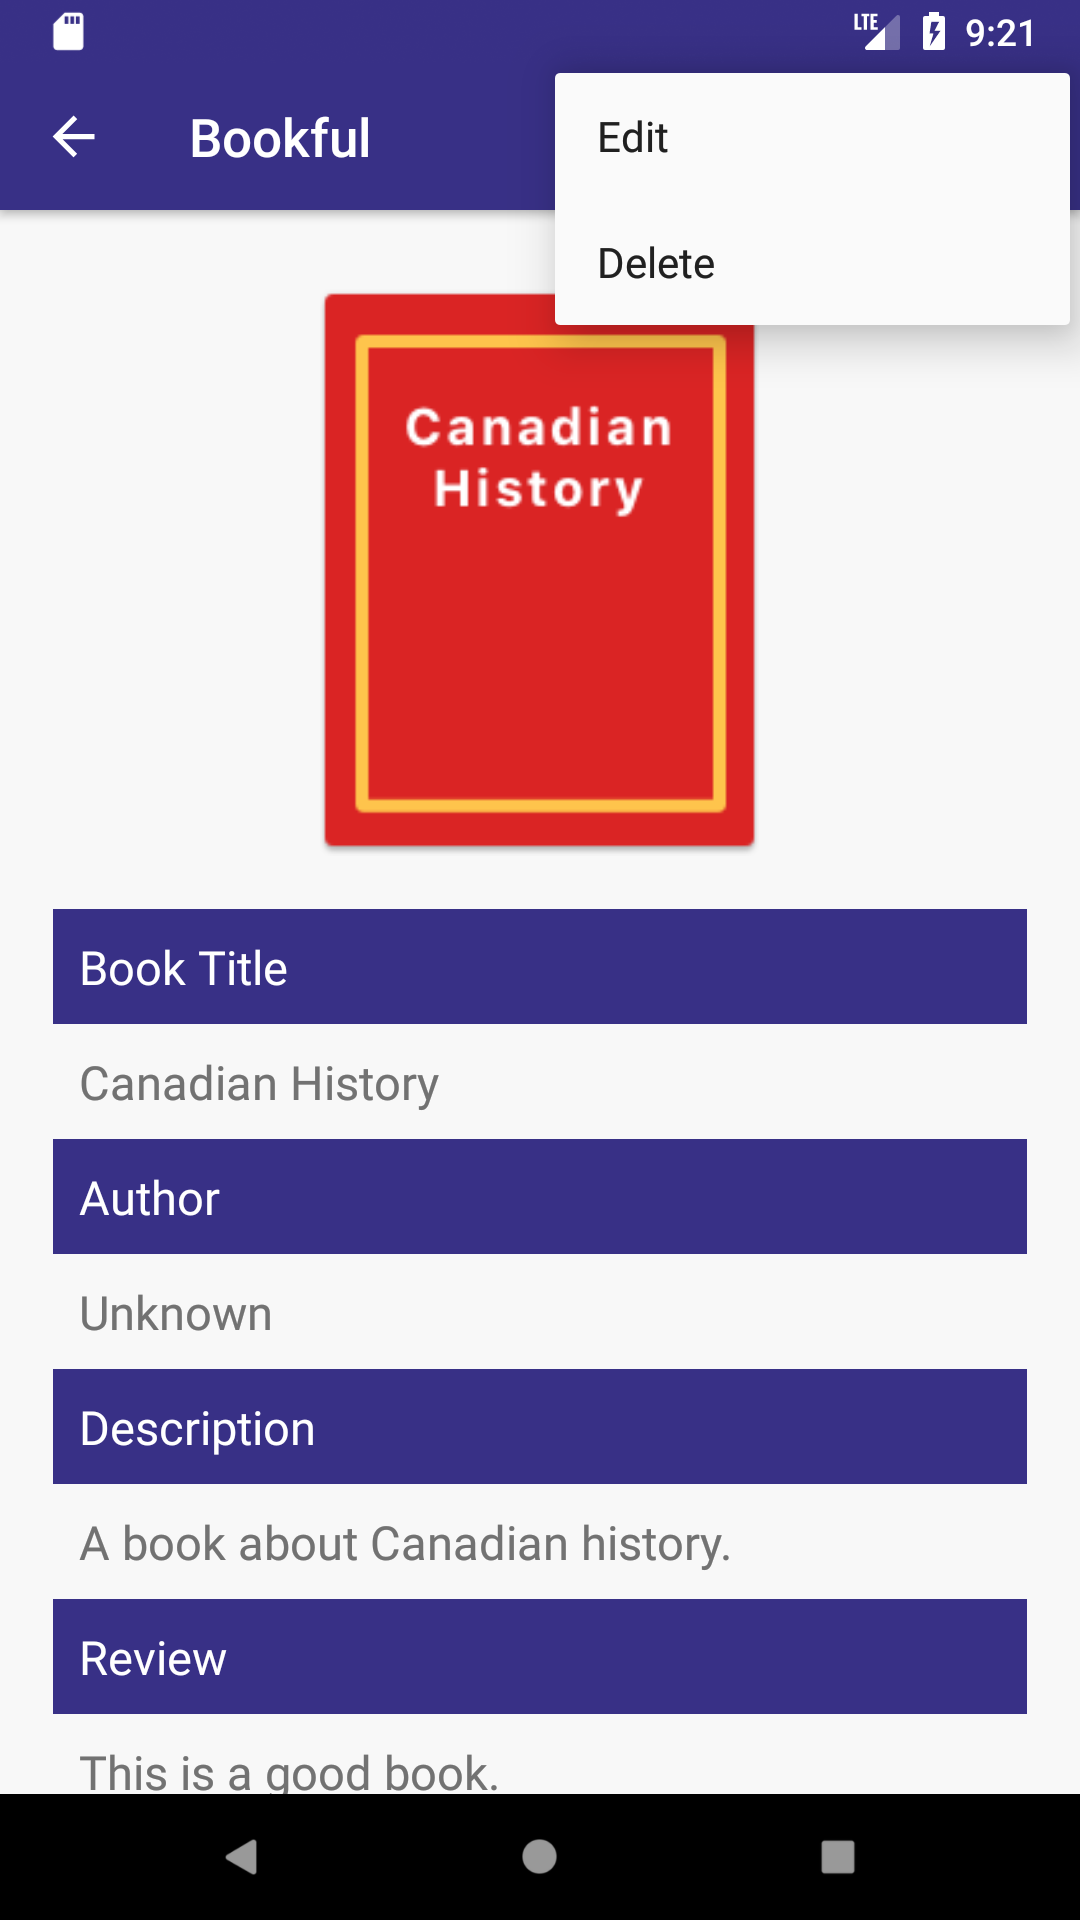 LTE 9:21
Bookful
Edit
Delete
Canadian
History
Book Title
Canadian History
Author
Unknown
Description
A book about Canadian history.
Review
This is a good book.